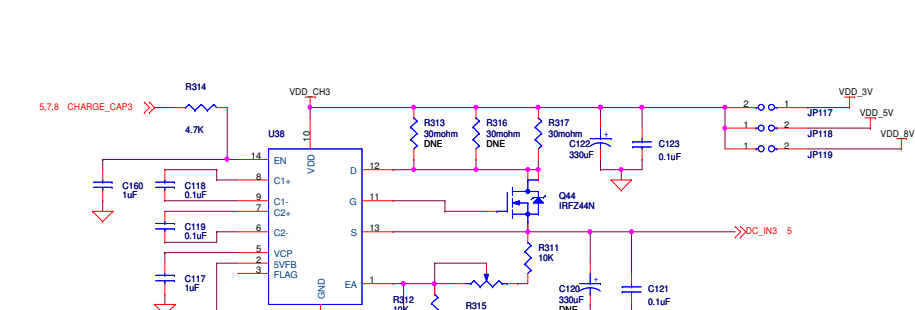 R314
5,7,8 CHARGE_CAP3
4.7K
VDD_CH3
R313
30mohm
DNE
R316
30mohm
DNE
R317
30mohm
C122
330uF
+
C123
0.1uF
2 1
JP117
VDD_3V
1 2
JP118
VDD_5V
1 2
JP119
VDD_8V
U38
10
VDD
14 EN
8 C1+
9 C1-
7 C2+
6 C2-
5 VCP
2 5VFB
3 FLAG
GND
D 12
G 11
S 13
EA 1
C160
1uF
C118
0.1uF
C119
0.1uF
C117
1uF
Q44
IRFZ44N
DC_IN3 5
R311
10K
R312
10K
R315
C120
330uF
DNE
+
C121
0.1uF